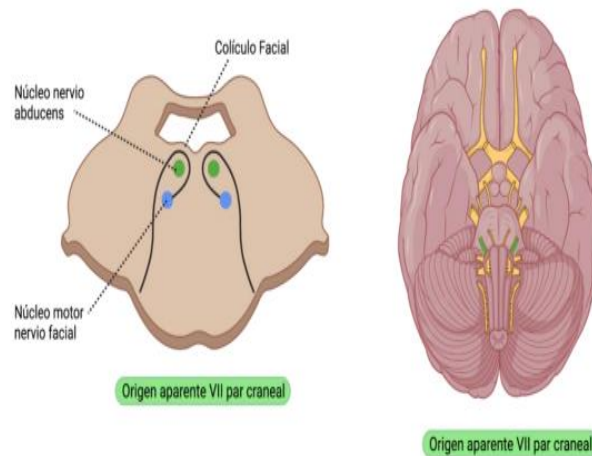 Colículo Facial
Núcleo nervio
abducens
Núcleo motor
nervio facial
Origen aparente VII par craneal
Origen aparente VII par craneal